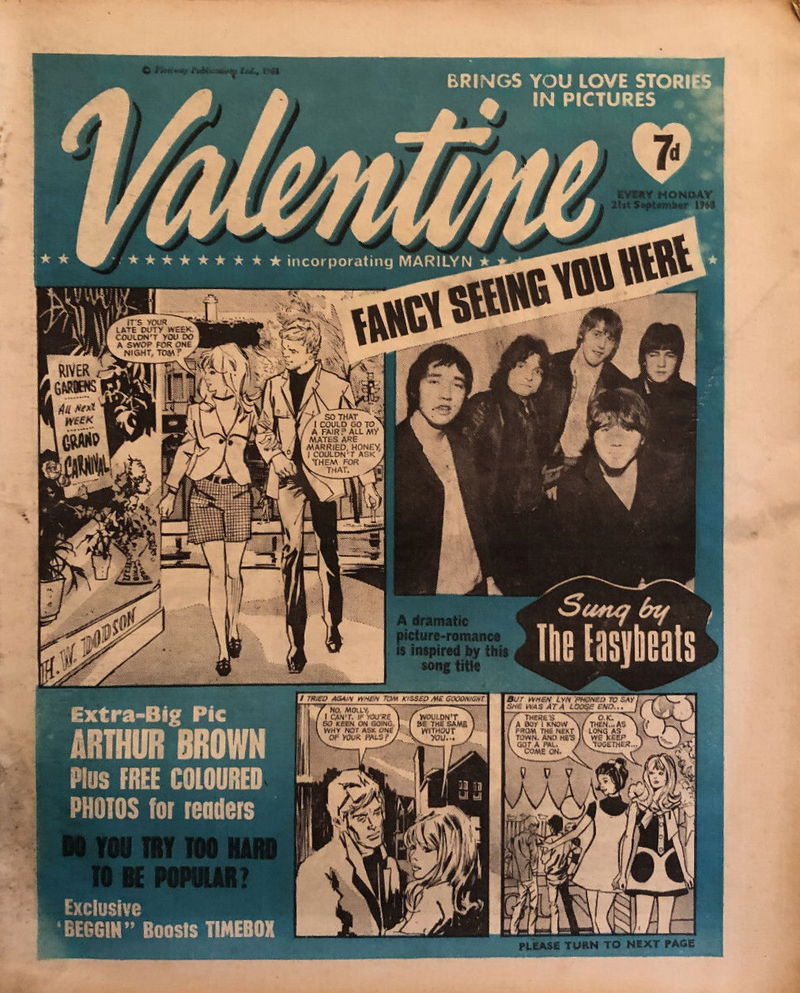 © Fleetway Publications Ltd., 1968
BRINGS YOU LOVE STORIES
IN PICTURES
Valentine
7d
EVERY MONDAY
21st September 1968
incorporating MARILYN
FANCY SEEING YOU HERE
IT'S YOUR
LATE DUTY WEEK.
COULDN'T YOU DO
A SWOP FOR ONE
NIGHT, TOM?
RIVER
GARDENS
All Next
WEEK
GRAND
CARNIVAL
SO THAT
I COULD GO TO
A FAIR? ALL MY
MATES ARE
MARRIED, HONEY,
I COULDN'T ASK
THEM FOR
THAT.
H. W. DODSON
A dramatic
picture-romance
is inspired by this
song title
Sung by
The Easybeats
Extra-Big Pic
ARTHUR BROWN
Plus FREE COLOURED
PHOTOS for readers
DO YOU TRY TOO HARD
TO BE POPULAR?
Exclusive
'BEGGIN" Boosts TIMEBOX
I TRIED AGAIN WHEN TOM KISSED ME GOODNIGHT.
NO, MOLLY,
I CAN'T. IF YOU'RE
SO KEEN ON GOING,
WHY NOT ASK ONE
OF YOUR PALS?
WOULDN'T
BE THE SAME
WITHOUT
YOU...
BUT WHEN LYN PHONED TO SAY
SHE WAS AT A LOOSE END...
THERE'S
A BOY I KNOW
FROM THE NEXT
TOWN. AND HE'S
GOT A PAL.
COME ON.
O.K.
THEN... AS
LONG AS
WE KEEP
TOGETHER...
PLEASE TURN TO NEXT PAGE